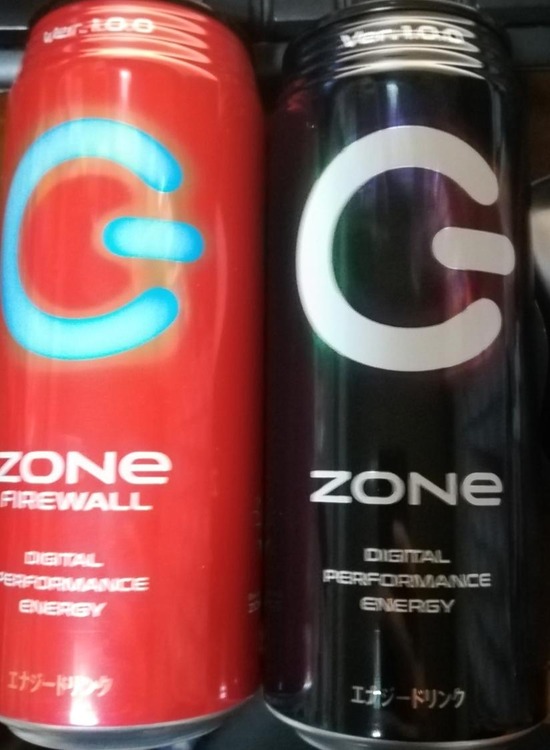 Ver.1.0.0
ZONe
FIREWALL
DIGITAL
PERFORMANCE
ENERGY
エナジードリンク
Ver.1.0.0
ZONe
DIGITAL
PERFORMANCE
ENERGY
エナジードリンク